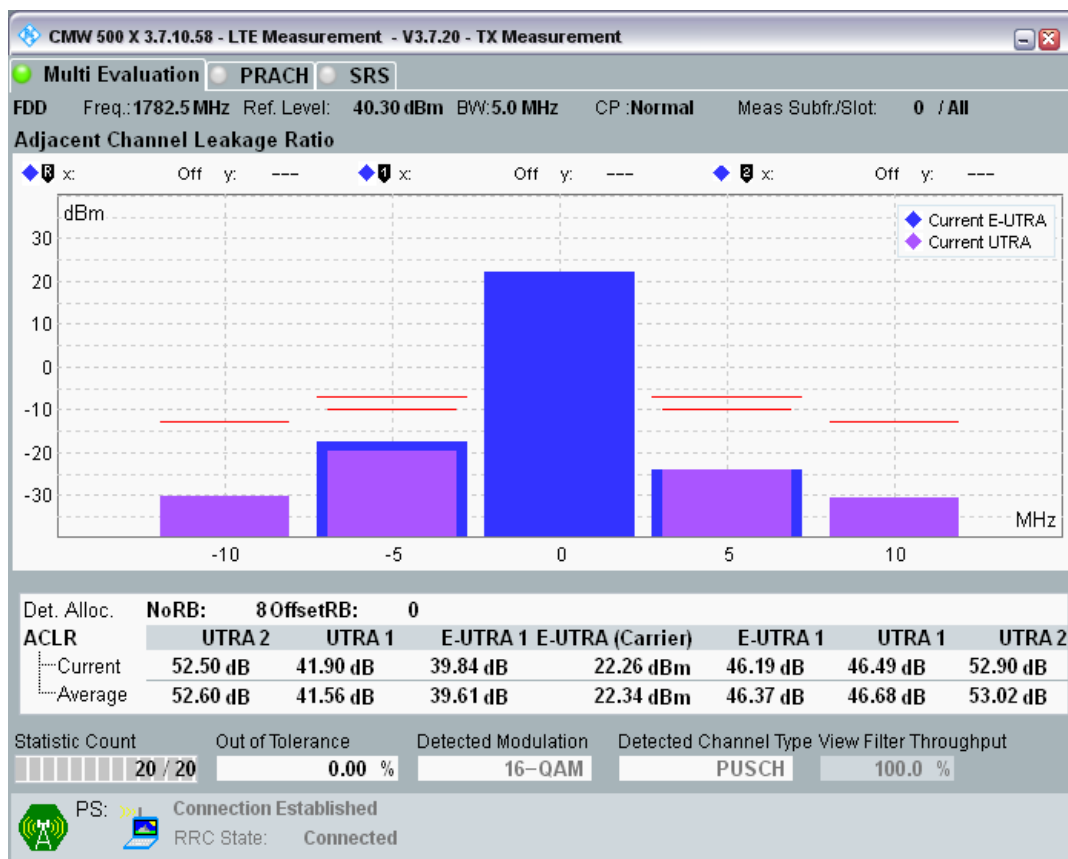 CMW 500 X 3.7.10.58 - LTE Measurement - V3.7.20 - TX Measurement
Multi Evaluation PRACH SRS
FDD Freq.: 1782.5 MHz Ref. Level: 40.30 dBm BW: 5.0 MHz CP : Normal Meas Subfr./Slot: 0 / All
Adjacent Channel Leakage Ratio
R x: Off y: --- 1 x: Off y: --- 2 x: Off y: ---
dBm
Current E-UTRA
Current UTRA
30
20
10
0
-10
-20
-30
MHz
-10 -5 0 5 10
Det. Alloc. NoRB: 8 OffsetRB: 0
ACLR UTRA 2 UTRA 1 E-UTRA 1 E-UTRA (Carrier) E-UTRA 1 UTRA 1 UTRA 2
Current 52.50 dB 41.90 dB 39.84 dB 22.26 dBm 46.19 dB 46.49 dB 52.90 dB
Average 52.60 dB 41.56 dB 39.61 dB 22.34 dBm 46.37 dB 46.68 dB 53.02 dB
Statistic Count Out of Tolerance Detected Modulation Detected Channel Type View Filter Throughput
20 / 20 0.00 % 16-QAM PUSCH 100.0 %
PS: Connection Established
RRC State: Connected